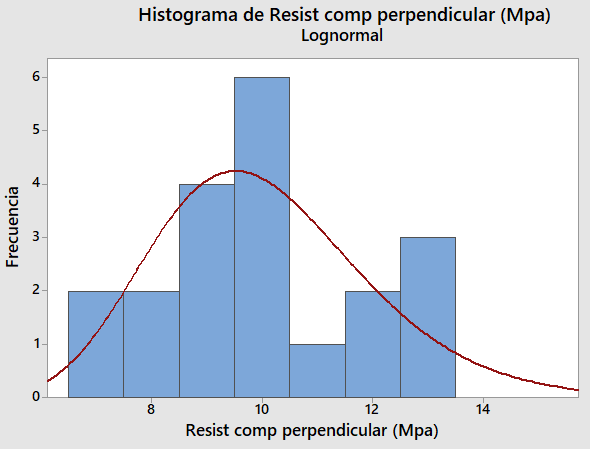 Histograma de Resist comp perpendicular (Mpa)
Lognormal
Frecuencia
6
5
4
3
2
1
0
8 10 12 14
Resist comp perpendicular (Mpa)